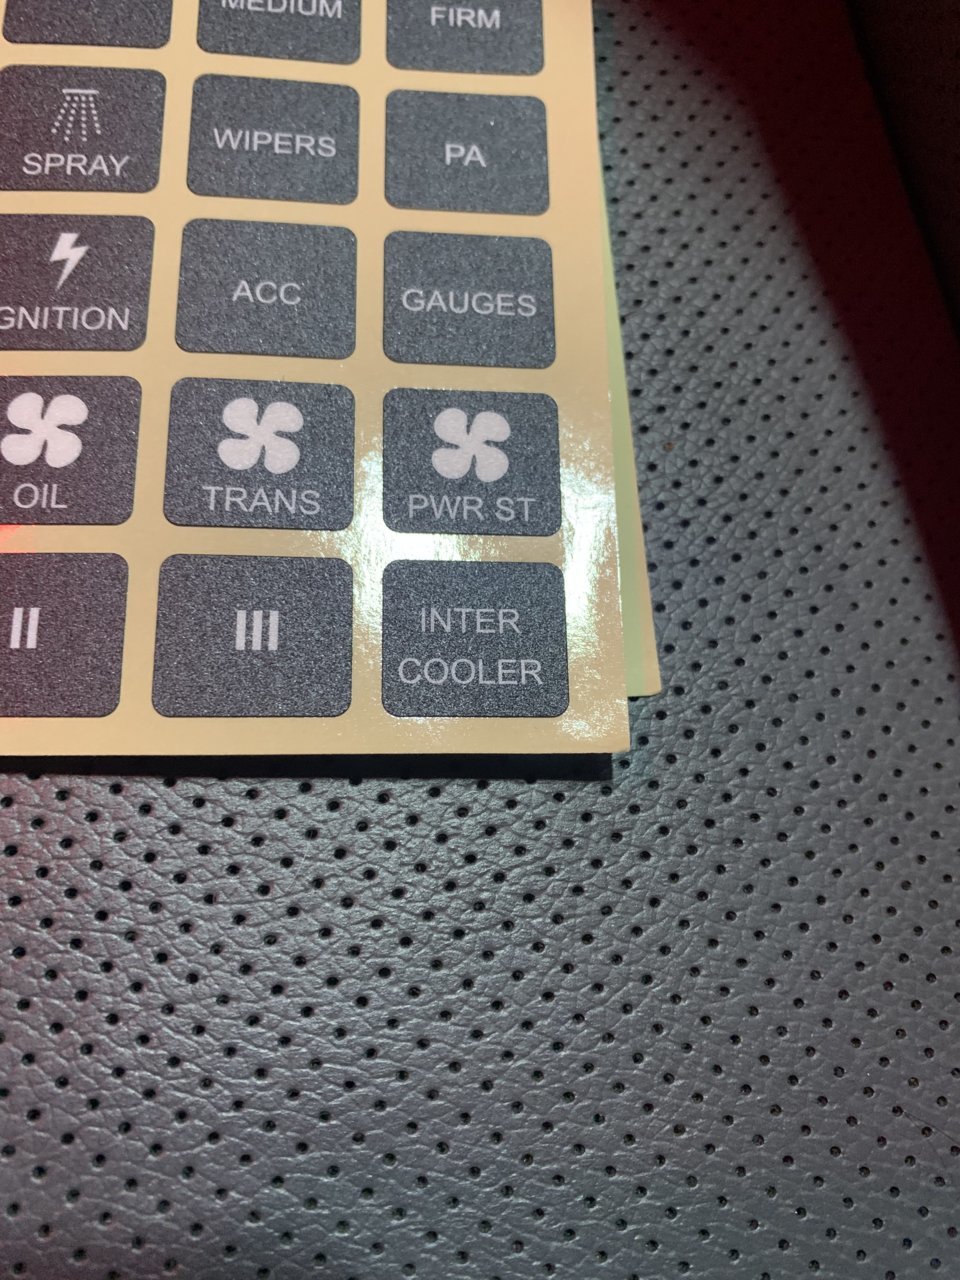 MEDIUM
FIRM
SPRAY
WIPERS
PA
GNITION
ACC
GAUGES
OIL
TRANS
PWR ST
II
III
INTER
COOLER